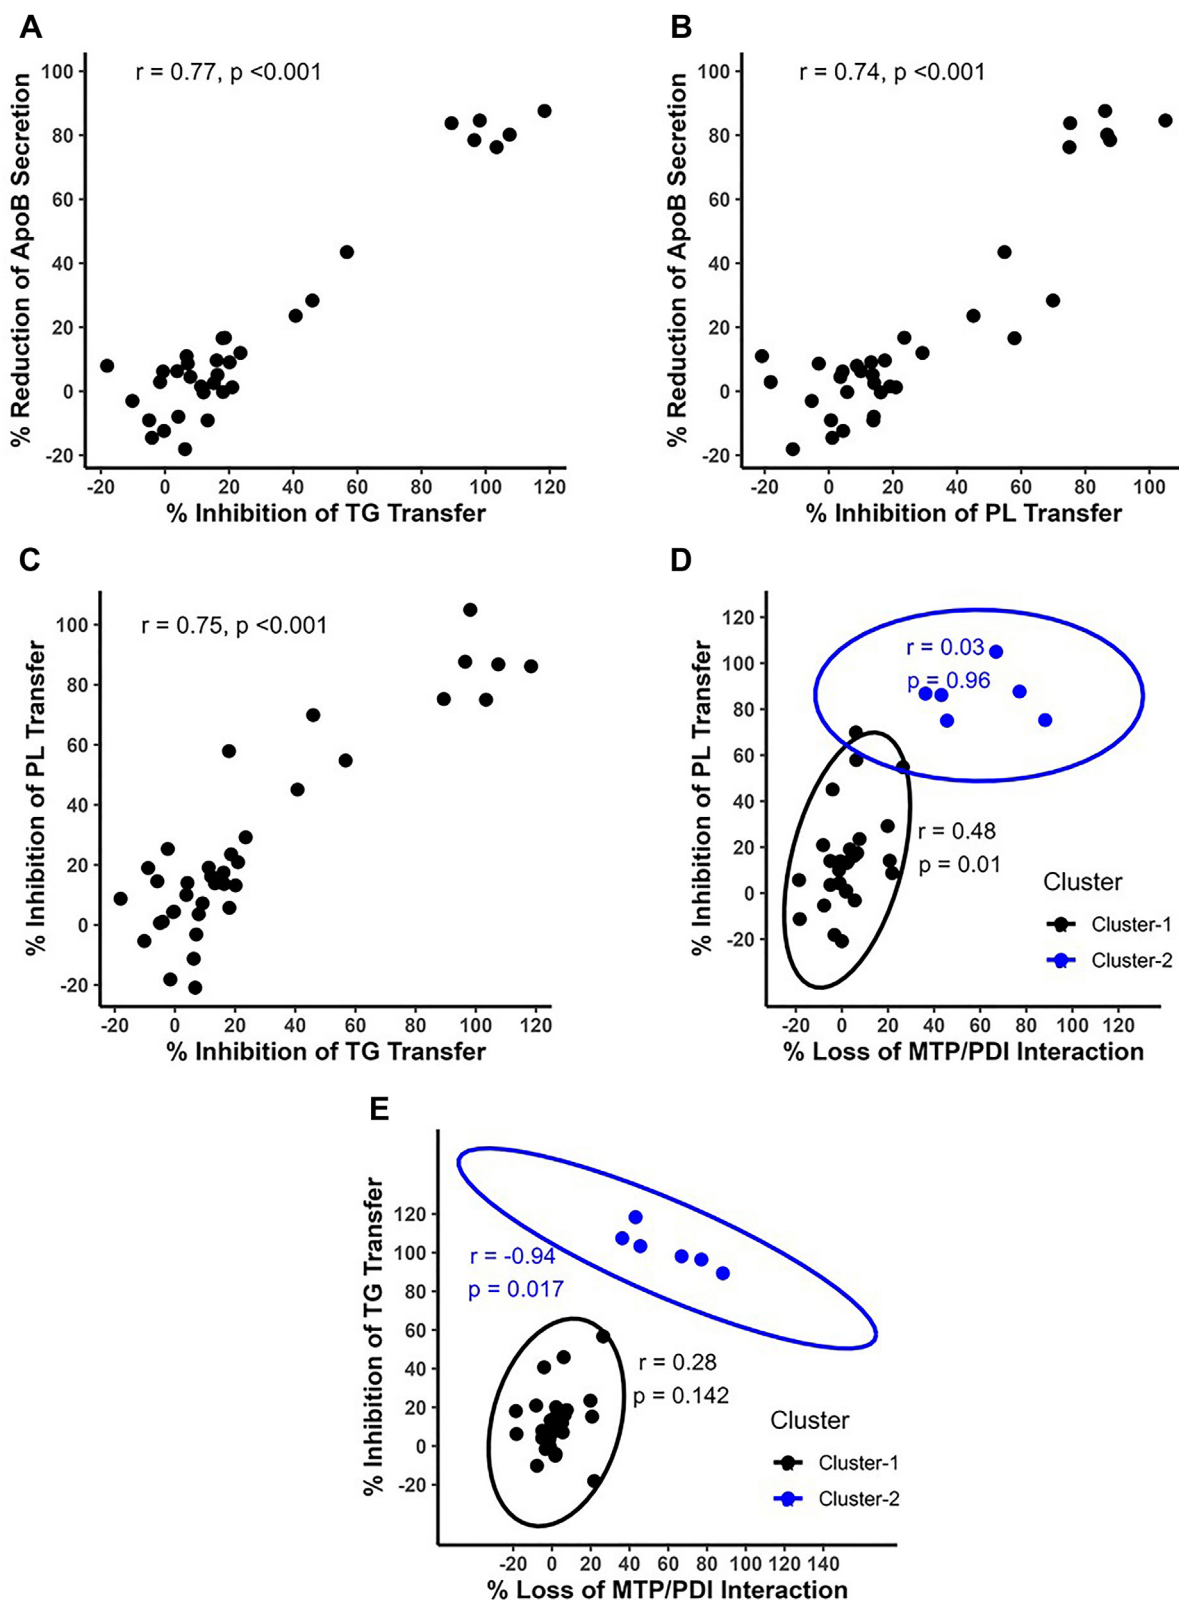 A
r = 0.77, p <0.001
% Reduction of ApoB Secretion
100
80
60
40
20
0
-20
-20 0 20 40 60 80 100 120
% Inhibition of TG Transfer
B
r = 0.74, p <0.001
% Reduction of ApoB Secretion
100
80
60
40
20
0
-20
-20 0 20 40 60 80 100
% Inhibition of PL Transfer
C
r = 0.75, p <0.001
% Inhibition of PL Transfer
100
80
60
40
20
0
-20
-20 0 20 40 60 80 100 120
% Inhibition of TG Transfer
D
% Inhibition of PL Transfer
120
100
80
60
40
20
0
-20
r = 0.03
p = 0.96
r = 0.48
p = 0.01
Cluster
Cluster-1
Cluster-2
-20 0 20 40 60 80 100 120
% Loss of MTP/PDI Interaction
E
% Inhibition of TG Transfer
120
100
80
60
40
20
0
-20
r = -0.94
p = 0.017
r = 0.28
p = 0.142
Cluster
Cluster-1
Cluster-2
-20 0 20 40 60 80 100 120 140
% Loss of MTP/PDI Interaction